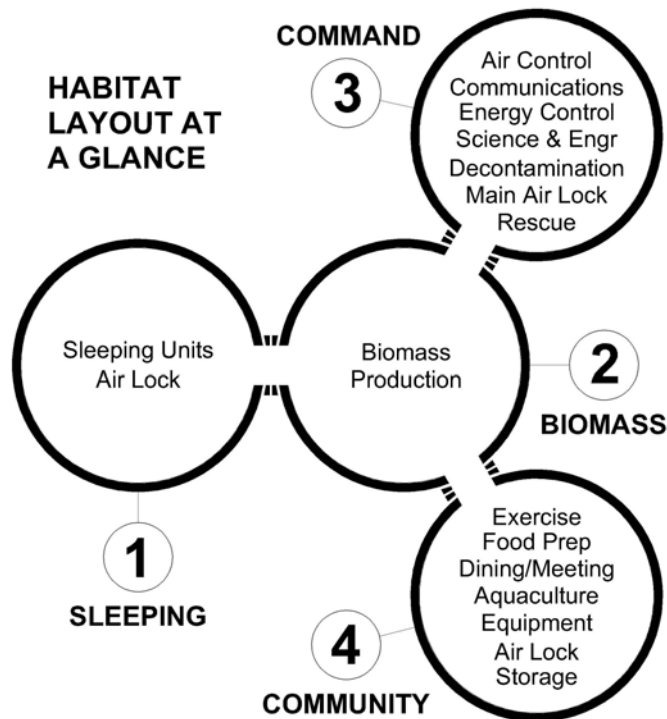 HABITAT
LAYOUT AT
A GLANCE
COMMAND
3
Air Control
Communications
Energy Control
Science & Engr
Decontamination
Main Air Lock
Rescue
Sleeping Units
Air Lock
1
SLEEPING
Biomass
Production
2
BIOMASS
Exercise
Food Prep
Dining/Meeting
Aquaculture
Equipment
Air Lock
Storage
4
COMMUNITY